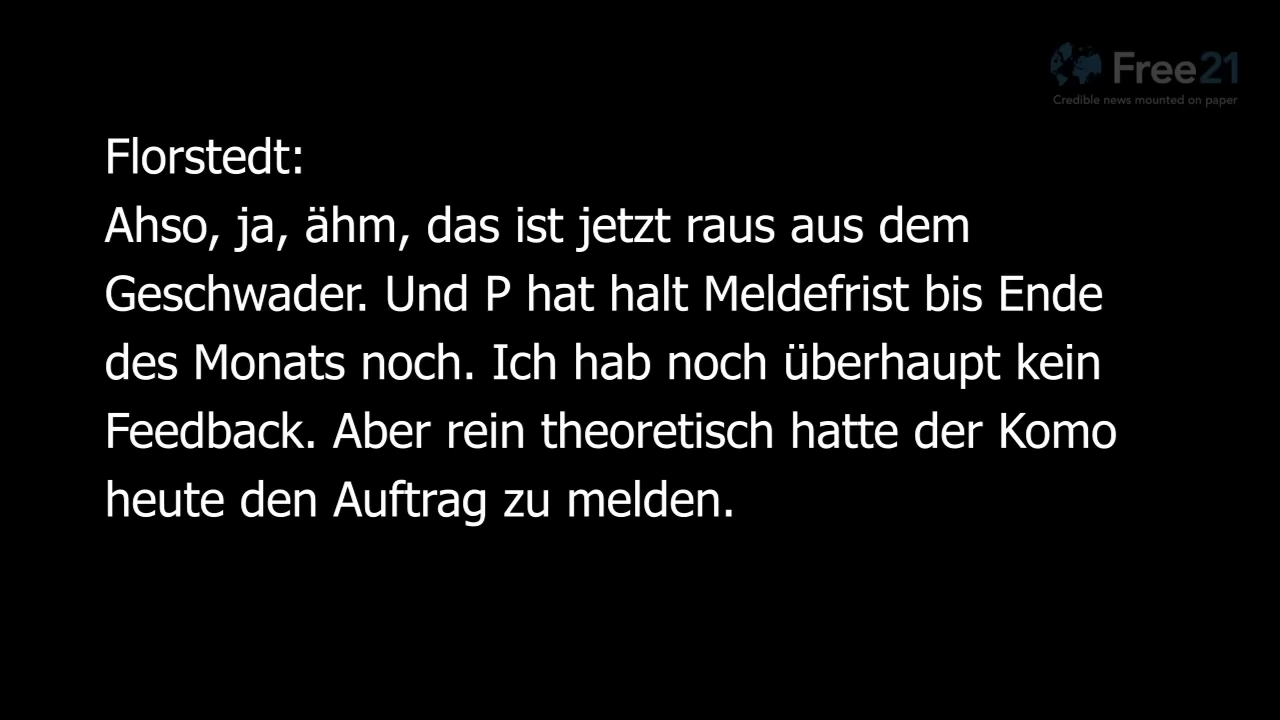 Free21
Credible news mounted on paper
Florstedt:
Ahso, ja, ähm, das ist jetzt raus aus dem
Geschwader. Und P hat halt Meldefrist bis Ende
des Monats noch. Ich hab noch überhaupt kein
Feedback. Aber rein theoretisch hatte der Komo
heute den Auftrag zu melden.